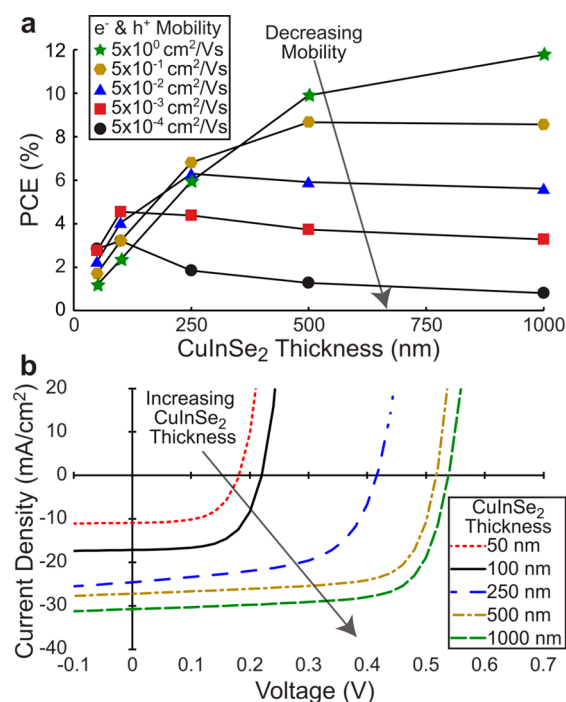 a
e⁻ & h⁺ Mobility
5x10⁰ cm²/Vs
5x10⁻¹ cm²/Vs
5x10⁻² cm²/Vs
5x10⁻³ cm²/Vs
5x10⁻⁴ cm²/Vs
Decreasing
Mobility
PCE (%)
12
10
8
6
4
2
0
0
250
500
750
1000
CuInSe₂ Thickness (nm)
b
Increasing
CuInSe₂
Thickness
Current Density (mA/cm²)
20
10
0
-10
-20
-30
-40
CuInSe₂
Thickness
50 nm
100 nm
250 nm
500 nm
1000 nm
-0.1
0
0.1
0.2
0.3
0.4
0.5
0.6
0.7
Voltage (V)